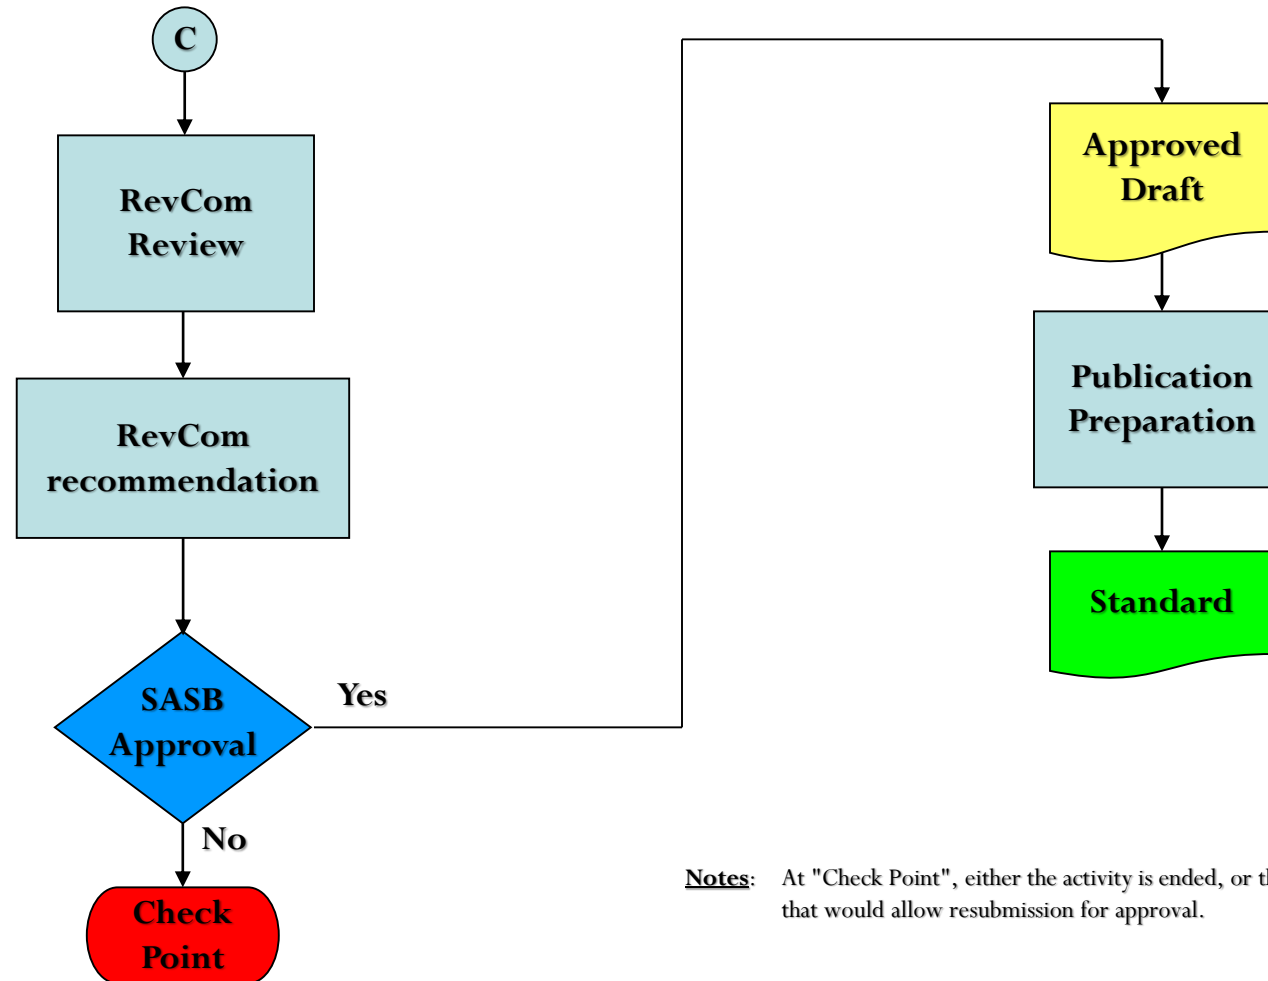 C
RevCom
Review
RevCom
recommendation
SASB
Approval
Yes
No
Check
Point
Approved
Draft
Publication
Preparation
Standard
Notes: At "Check Point", either the activity is ended, or
that would allow resubmission for approval.